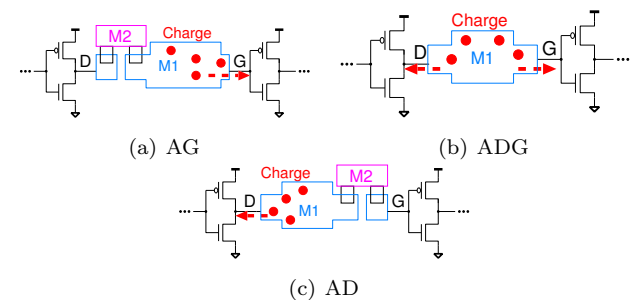 M2 Charge
D M1 G
... ...
(a) AG
Charge
D M1 G
... ...
(b) ADG
Charge M2
D M1 G
... ...
(c) AD